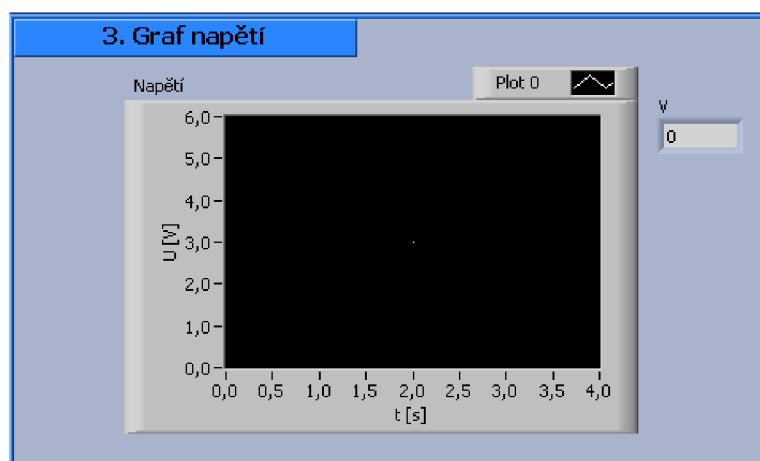 3. Graf napětí
Napětí
Plot 0
V
0
6,0
5,0
4,0
3,0
2,0
1,0
0,0
U [V]
0,0 0,5 1,0 1,5 2,0 2,5 3,0 3,5 4,0
t [s]